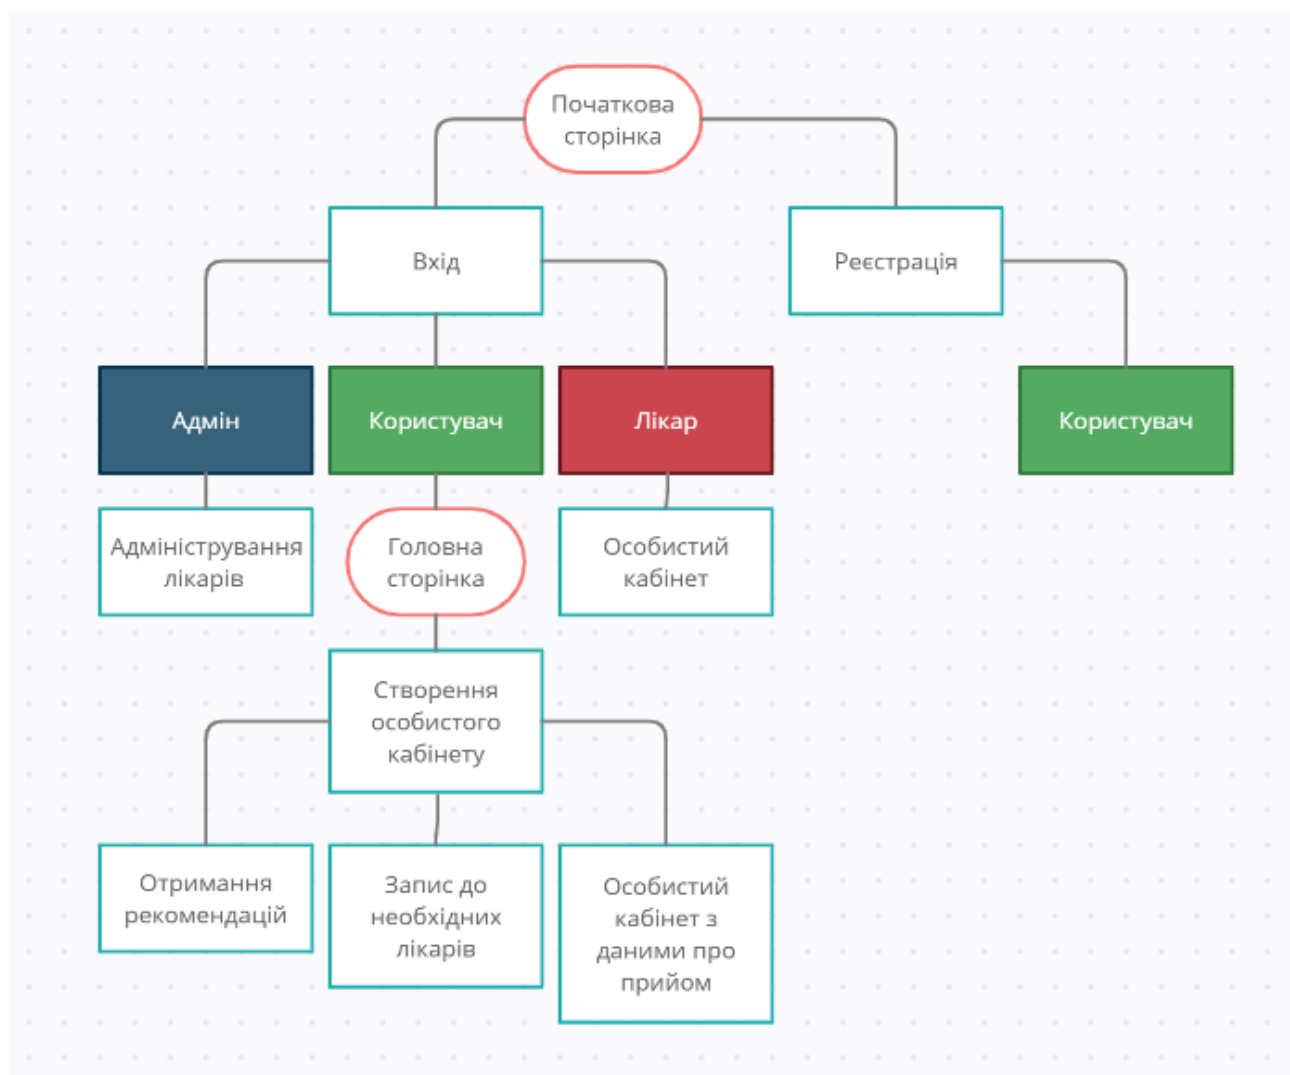 Початкова
сторінка
Вхід
Реєстрація
Адмін
Користувач
Лікар
Користувач
Адміністрування
лікарів
Головна
сторінка
Особистий
кабінет
Створення
особистого
кабінету
Отримання
рекомендацій
Запис до
необхідних
лікарів
Особистий
кабінет з
даними про
прийом